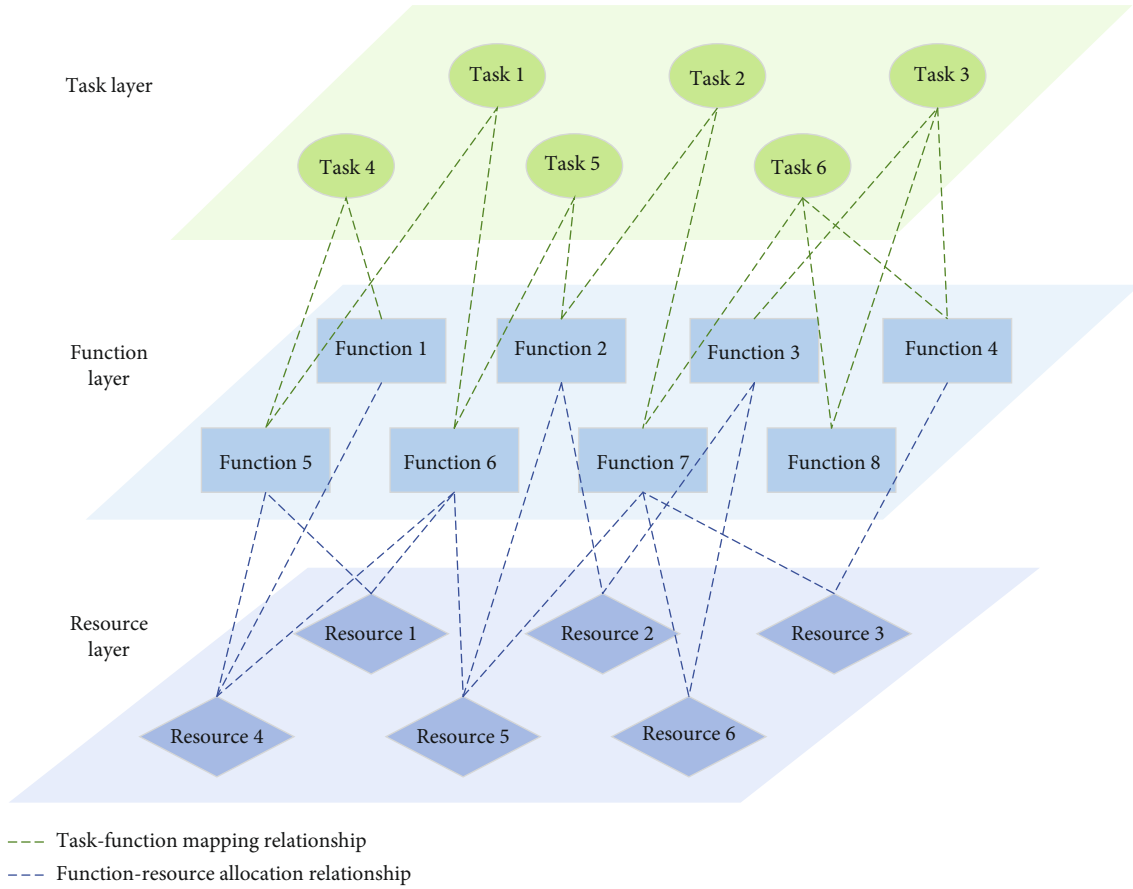 Task layer
Task 1
Task 2
Task 3
Task 4
Task 5
Task 6
Function
layer
Function 1
Function 2
Function 3
Function 4
Function 5
Function 6
Function 7
Function 8
Resource
layer
Resource 1
Resource 2
Resource 3
Resource 4
Resource 5
Resource 6
Task-function mapping relationship
Function-resource allocation relationship